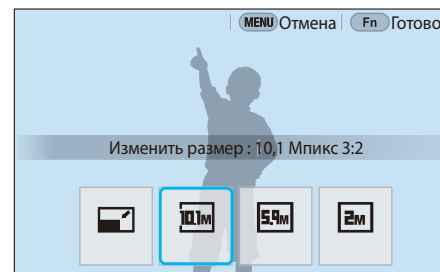 MENU Отмена Fn Готово
Изменить размер : 10,1 Мпикс 3:2
10.1M 5.9M 2M